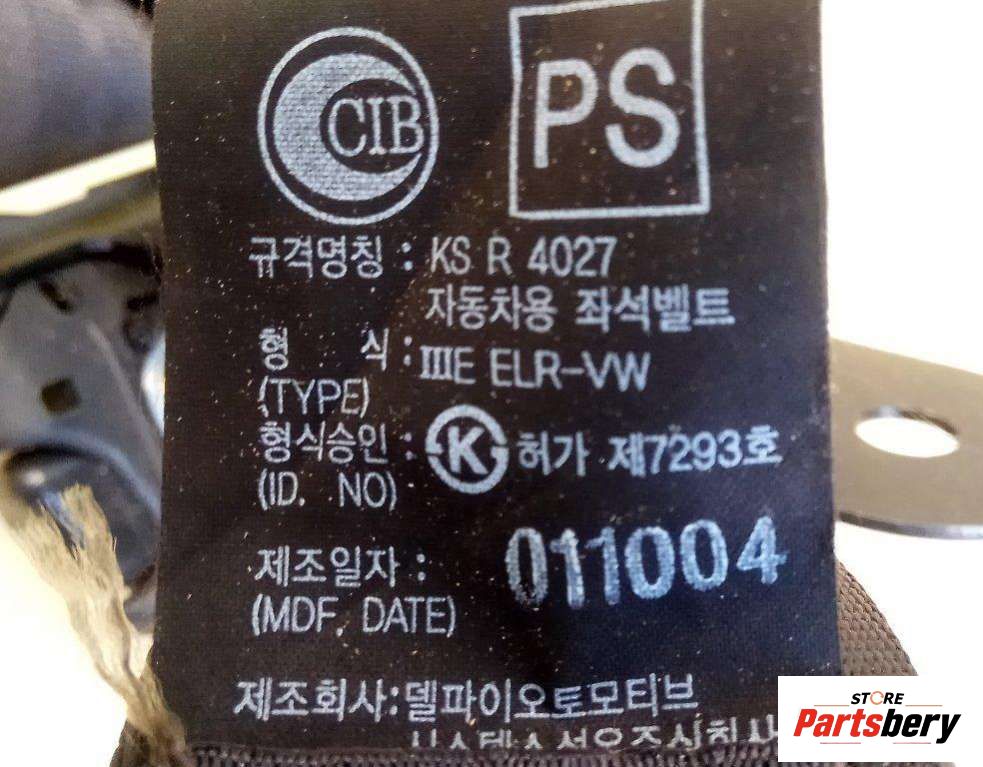 CIB
PS
규격명칭 : KS R 4027
자동차용 좌석벨트
형 식 : IIIE ELR-VW
(TYPE)
형식승인 : K 허가 제7293호
(ID. NO)
제조일자 : 011004
(MDF. DATE)
제조회사:델파이오토모티브
STORE
Partsbery